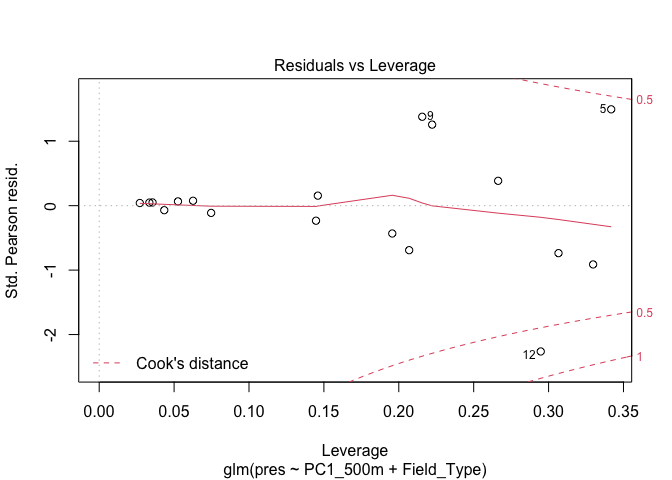 Residuals vs Leverage
Std. Pearson resid.
1
0
-1
-2
0.5
0.5
1
5
9
12
Cook's distance
0.00 0.05 0.10 0.15 0.20 0.25 0.30 0.35
Leverage
glm(pres ~ PC1_500m + Field_Type)